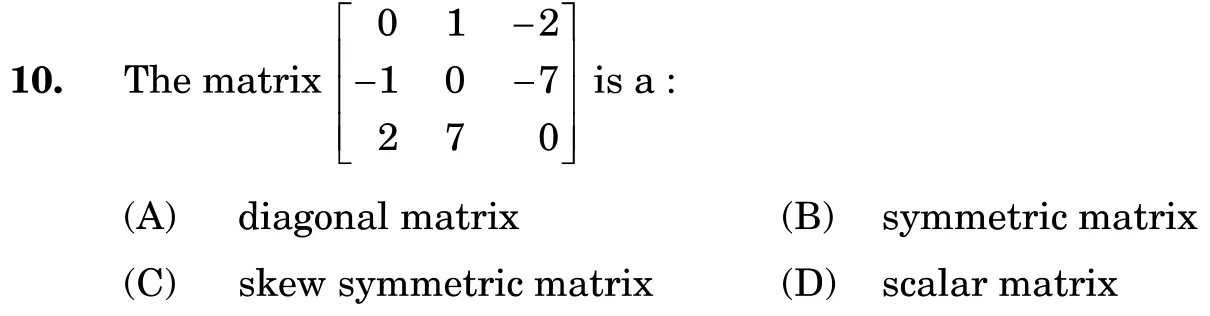 0 1 −2
10. The matrix −1 0 −7 is a :
2 7 0
(A) diagonal matrix (B) symmetric matrix
(C) skew symmetric matrix (D) scalar matrix